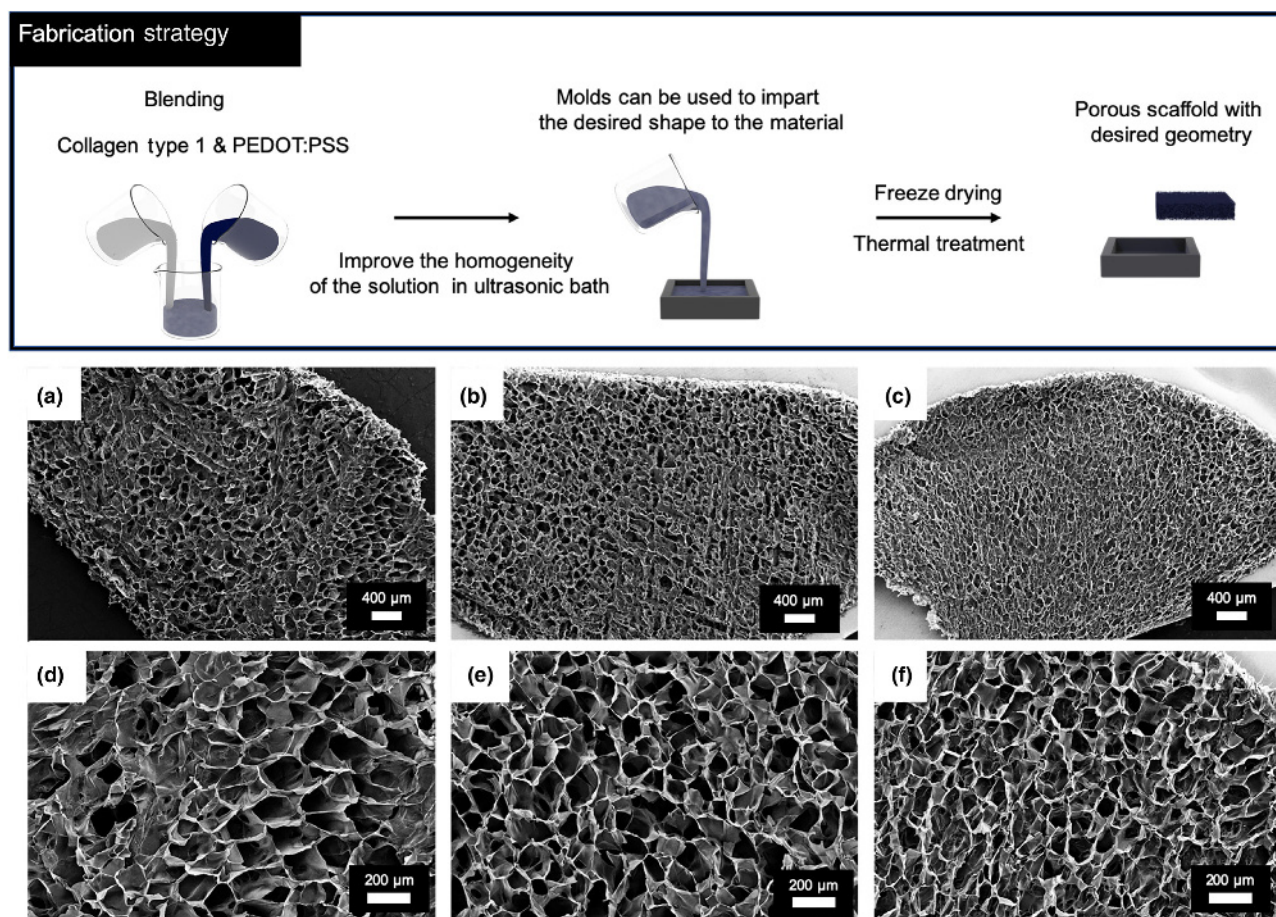 Fabrication strategy
Blending
Collagen type 1 & PEDOT:PSS
Improve the homogeneity
of the solution in ultrasonic bath
Molds can be used to impart
the desired shape to the material
Freeze drying
Thermal treatment
Porous scaffold with
desired geometry
(a)
400 µm
(b)
400 µm
(c)
400 µm
(d)
200 µm
(e)
200 µm
(f)
200 µm